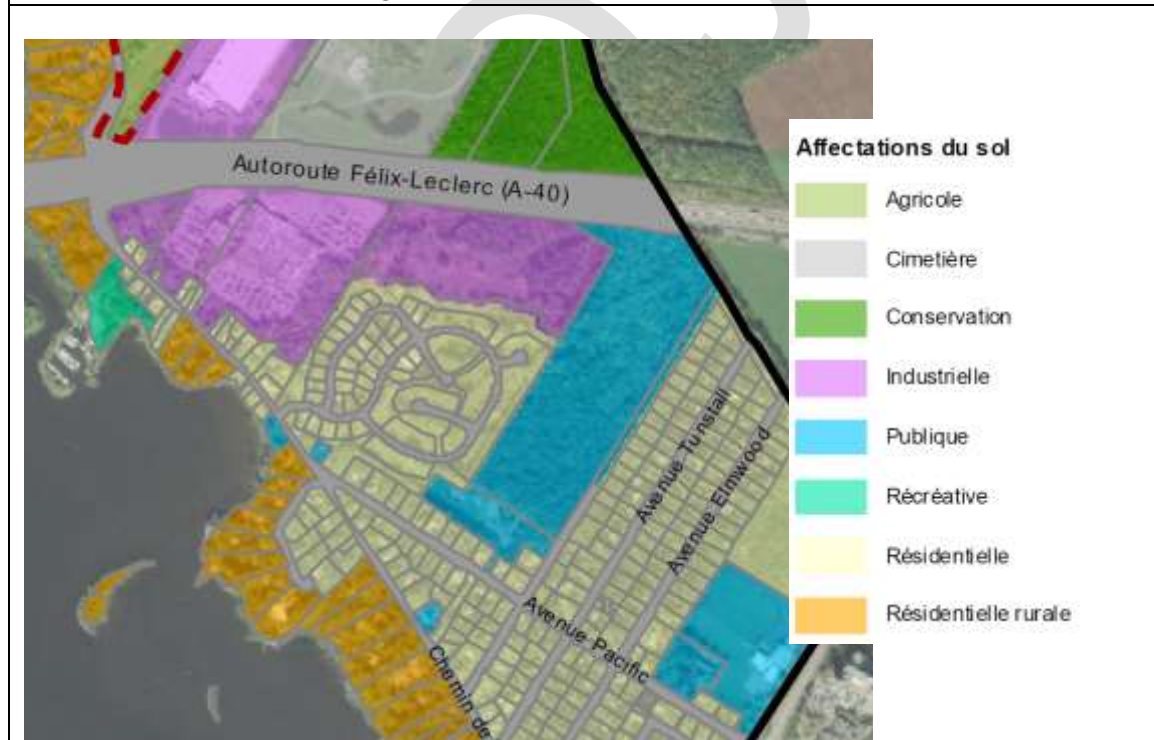 Autoroute Félix-Leclerc (A-40)
Avenue Tunstall
Avenue Elmwood
Avenue Pacific
Chemin de
Affectations du sol
Agricole
Cimetière
Conservation
Industrielle
Publique
Récréative
Résidentielle
Résidentielle rurale